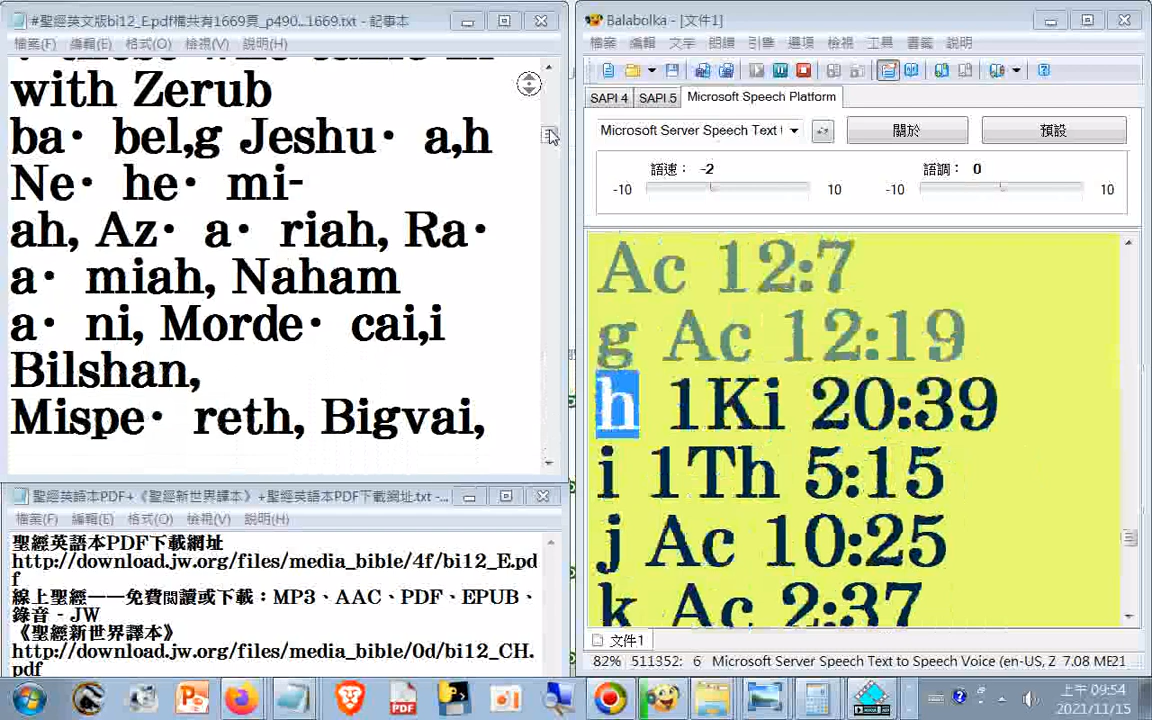 #聖經英文版bi12_E.pdf檔共有1669頁_p490...1669.txt - 記事本
檔案(F) 編輯(E) 格式(O) 檢視(V) 說明(H)
with Zerub
ba· bel,g Jeshu· a,h
Ne· he· mi-
ah, Az· a· riah, Ra·
a· miah, Naham
a· ni, Morde· cai,i
Bilshan,
Mispe· reth, Bigvai,
聖經英語本PDF+《聖經新世界譯本》+聖經英語本PDF下載網址.txt -...
檔案(F) 編輯(E) 格式(O) 檢視(V) 說明(H)
聖經英語本PDF下載網址
http://download.jw.org/files/media_bible/4f/bi12_E.pd
f
線上聖經——免費閱讀或下載：MP3、AAC、PDF、EPUB、
錄音 - JW
《聖經新世界譯本》
http://download.jw.org/files/media_bible/0d/bi12_CH.
pdf
Balabolka - [文件1]
檔案 編輯 文字 閱讀 引擎 選項 檢視 工具 書籤 說明
SAPI 4 SAPI 5 Microsoft Speech Platform
Microsoft Server Speech Text 關於 預設
語速： -2 語調： 0
-10 10 -10 10
Ac 12:7
g Ac 12:19
h 1Ki 20:39
i 1Th 5:15
j Ac 10:25
k Ac 2:37
文件1
82% 511352: 6 Microsoft Server Speech Text to Speech Voice (en-US, Z 7.08 ME21
上午 09:54
2021/11/15